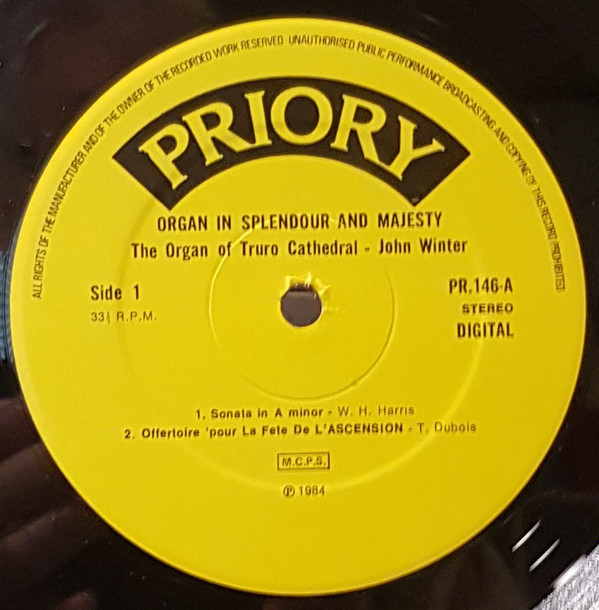 ALL RIGHTS OF THE MANUFACTURER AND OF THE OWNER OF THE RECORDED WORK RESERVED UNAUTHORISED PUBLIC PERFORMANCE BROADCASTING AND COPYING OF THIS RECORD PROHIBITED
PRIORY
ORGAN IN SPLENDOUR AND MAJESTY
The Organ of Truro Cathedral - John Winter
Side 1
33⅓ R.P.M.
PR.146-A
STEREO
DIGITAL
1. Sonata in A minor - W. H. Harris
2. Offertoire 'pour La Fete De L'ASCENSION - T. Dubois
M.C.P.S.
℗ 1984